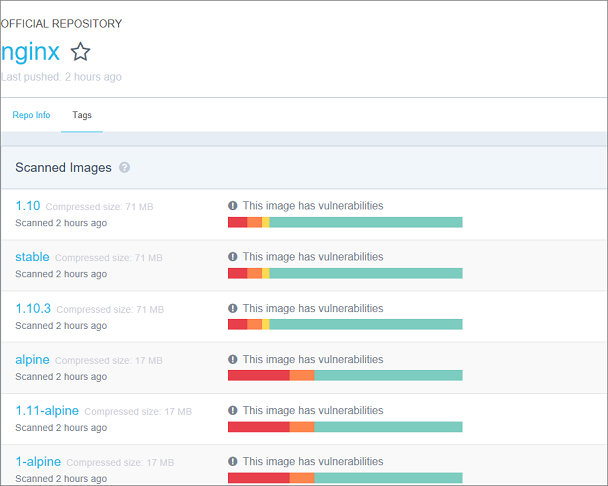 OFFICIAL REPOSITORY
nginx
Last pushed: 2 hours ago
Repo Info Tags
Scanned Images ?
1.10 Compressed size: 71 MB This image has vulnerabilities
Scanned 2 hours ago
stable Compressed size: 71 MB This image has vulnerabilities
Scanned 2 hours ago
1.10.3 Compressed size: 71 MB This image has vulnerabilities
Scanned 2 hours ago
alpine Compressed size: 17 MB This image has vulnerabilities
Scanned 2 hours ago
1.11-alpine Compressed size: 17 MB This image has vulnerabilities
Scanned 2 hours ago
1-alpine Compressed size: 17 MB This image has vulnerabilities
Scanned 2 hours ago